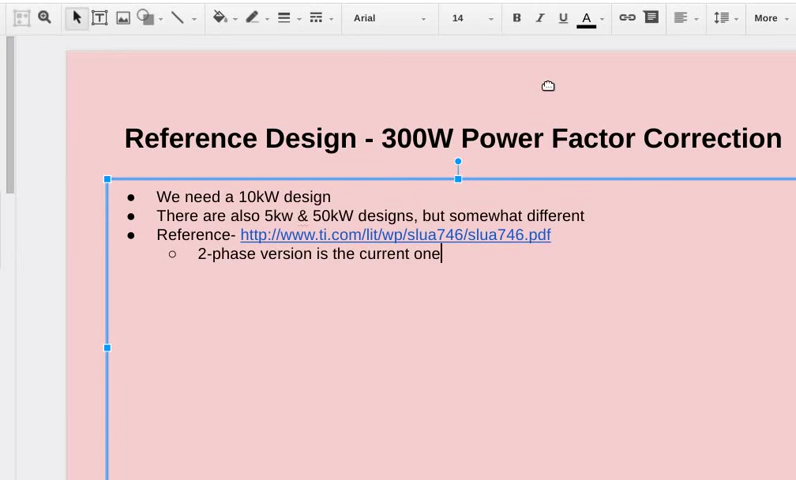 Arial 14 B I U A More
Reference Design - 300W Power Factor Correction
● We need a 10kW design
● There are also 5kw & 50kW designs, but somewhat different
● Reference- http://www.ti.com/lit/wp/slua746/slua746.pdf
○ 2-phase version is the current one